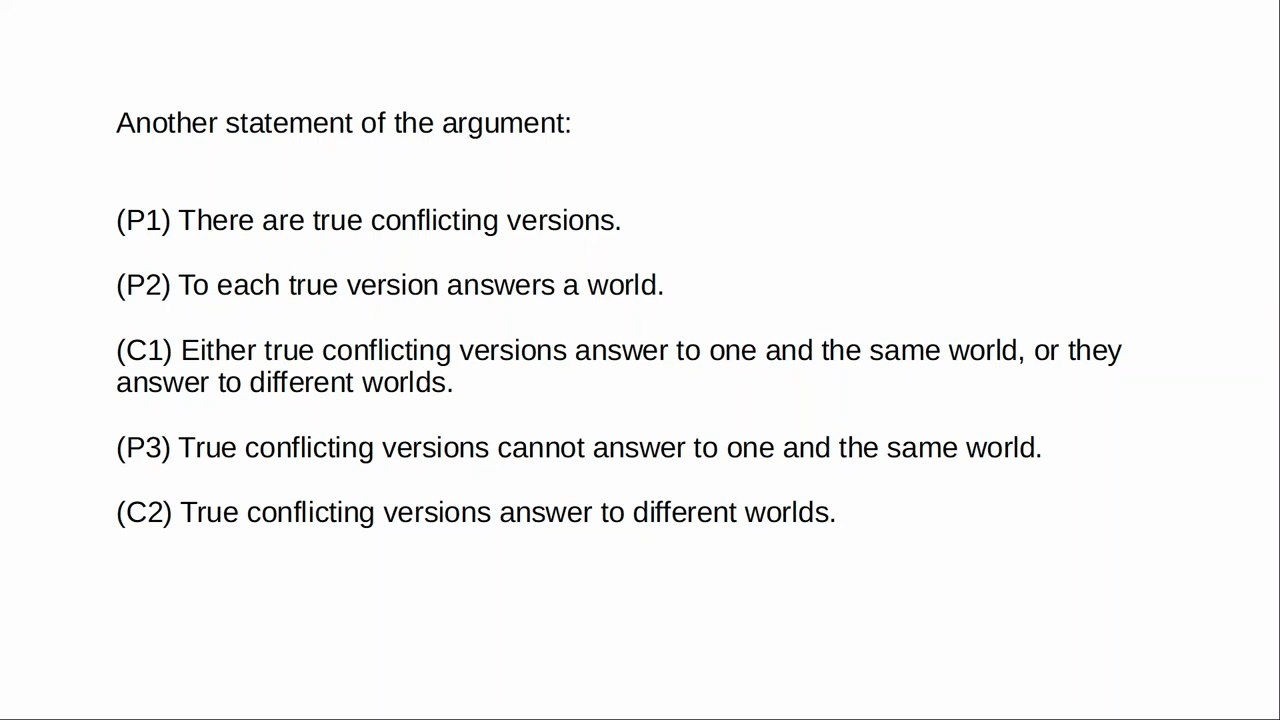 Another statement of the argument:
(P1) There are true conflicting versions.
(P2) To each true version answers a world.
(C1) Either true conflicting versions answer to one and the same world, or they
answer to different worlds.
(P3) True conflicting versions cannot answer to one and the same world.
(C2) True conflicting versions answer to different worlds.